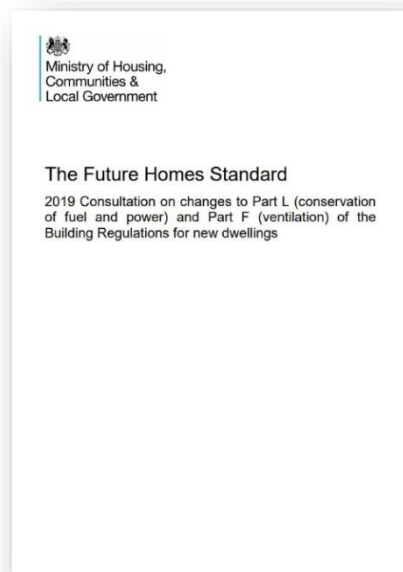 Ministry of Housing,
Communities &
Local Government
The Future Homes Standard
2019 Consultation on changes to Part L (conservation
of fuel and power) and Part F (ventilation) of the
Building Regulations for new dwellings